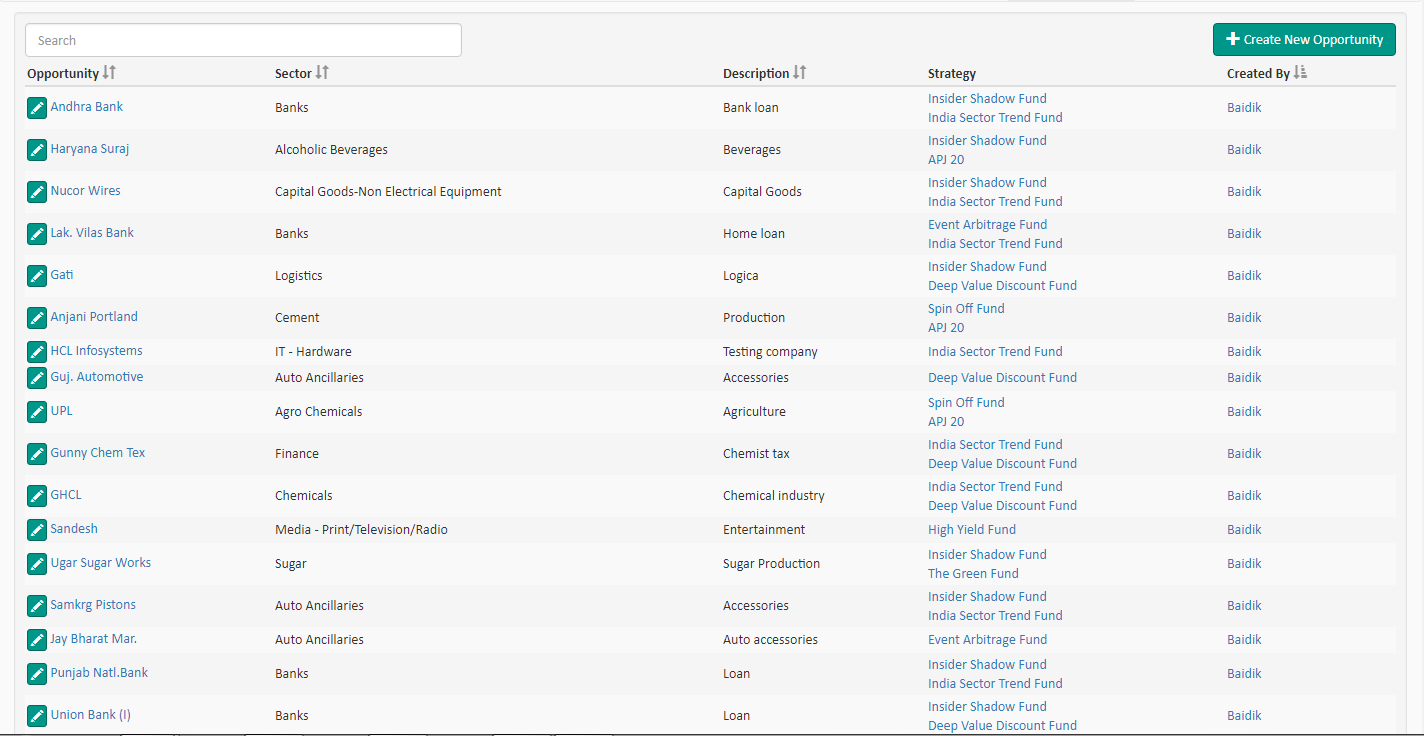 Search
Create New Opportunity
Opportunity Sector Description Strategy Created By
Andhra Bank Banks Bank loan Insider Shadow Fund Baidik
India Sector Trend Fund
Haryana Suraj Alcoholic Beverages Beverages Insider Shadow Fund Baidik
APJ 20
Nucor Wires Capital Goods-Non Electrical Equipment Capital Goods Insider Shadow Fund Baidik
India Sector Trend Fund
Lak. Vilas Bank Banks Home loan Event Arbitrage Fund Baidik
India Sector Trend Fund
Gati Logistics Logica Insider Shadow Fund Baidik
Deep Value Discount Fund
Anjani Portland Cement Production Spin Off Fund Baidik
APJ 20
HCL Infosystems IT - Hardware Testing company India Sector Trend Fund Baidik
Guj. Automotive Auto Ancillaries Accessories Deep Value Discount Fund Baidik
UPL Agro Chemicals Agriculture Spin Off Fund Baidik
APJ 20
Gunny Chem Tex Finance Chemist tax India Sector Trend Fund Baidik
Deep Value Discount Fund
GHCL Chemicals Chemical industry India Sector Trend Fund Baidik
Deep Value Discount Fund
Sandesh Media - Print/Television/Radio Entertainment High Yield Fund Baidik
Ugar Sugar Works Sugar Sugar Production Insider Shadow Fund Baidik
The Green Fund
Samkrg Pistons Auto Ancillaries Accessories Insider Shadow Fund Baidik
India Sector Trend Fund
Jay Bharat Mar. Auto Ancillaries Auto accessories Event Arbitrage Fund Baidik
Punjab Natl.Bank Banks Loan Insider Shadow Fund Baidik
India Sector Trend Fund
Union Bank (I) Banks Loan Insider Shadow Fund Baidik
Deep Value Discount Fund